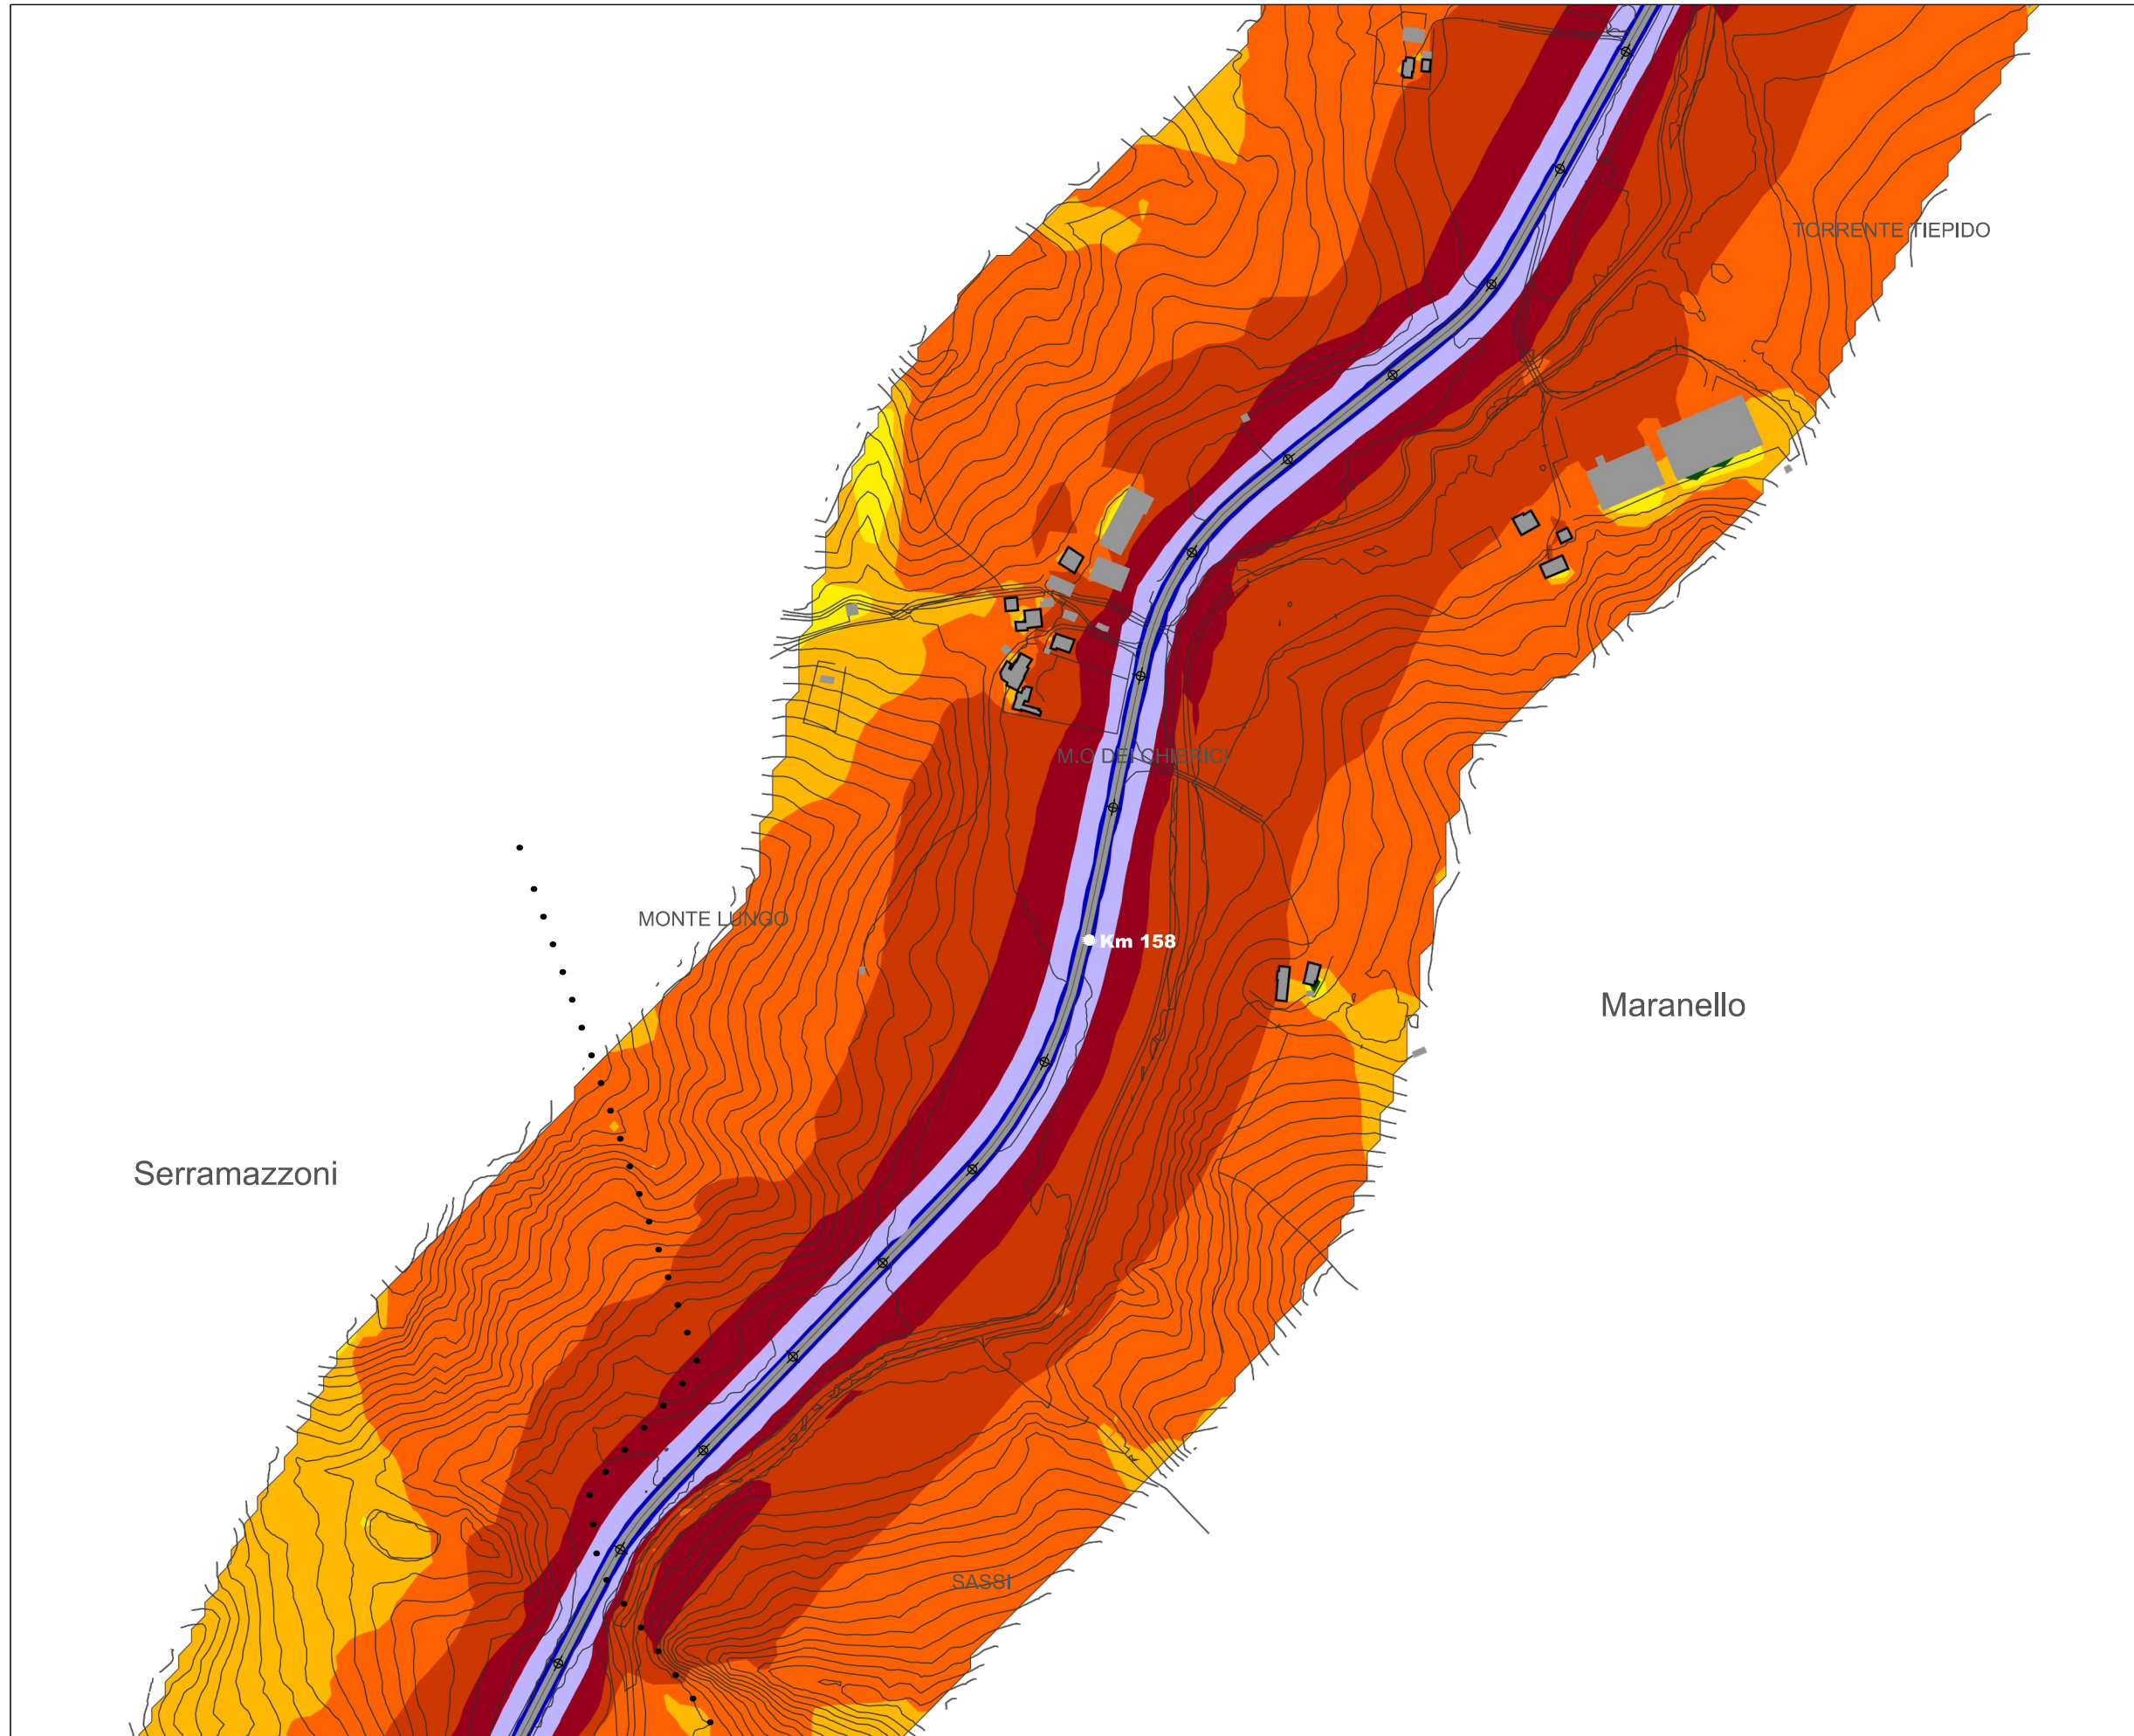 TORRENTE TIEPIDO
M.O DEI CHIERICI
MONTE LUNGO
Km 158
Maranello
Serramazzoni
SASSI